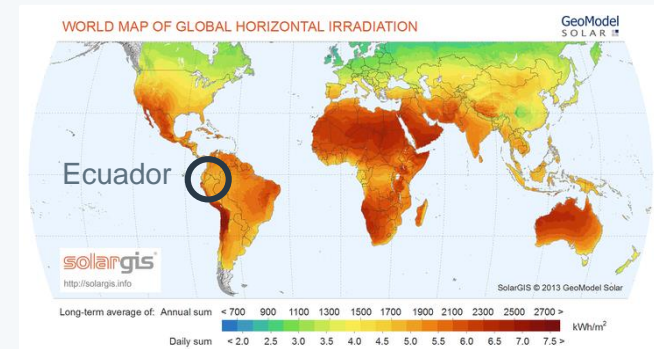 WORLD MAP OF GLOBAL HORIZONTAL IRRADIATION
GeoModel
SOLAR
Ecuador
solargis
http://solargis.info
SolarGIS © 2013 GeoModel Solar
Long-term average of: Annual sum < 700 900 1100 1300 1500 1700 1900 2100 2300 2500 2700 >
kWh/m²
Daily sum < 2.0 2.5 3.0 3.5 4.0 4.5 5.0 5.5 6.0 6.5 7.0 7.5 >